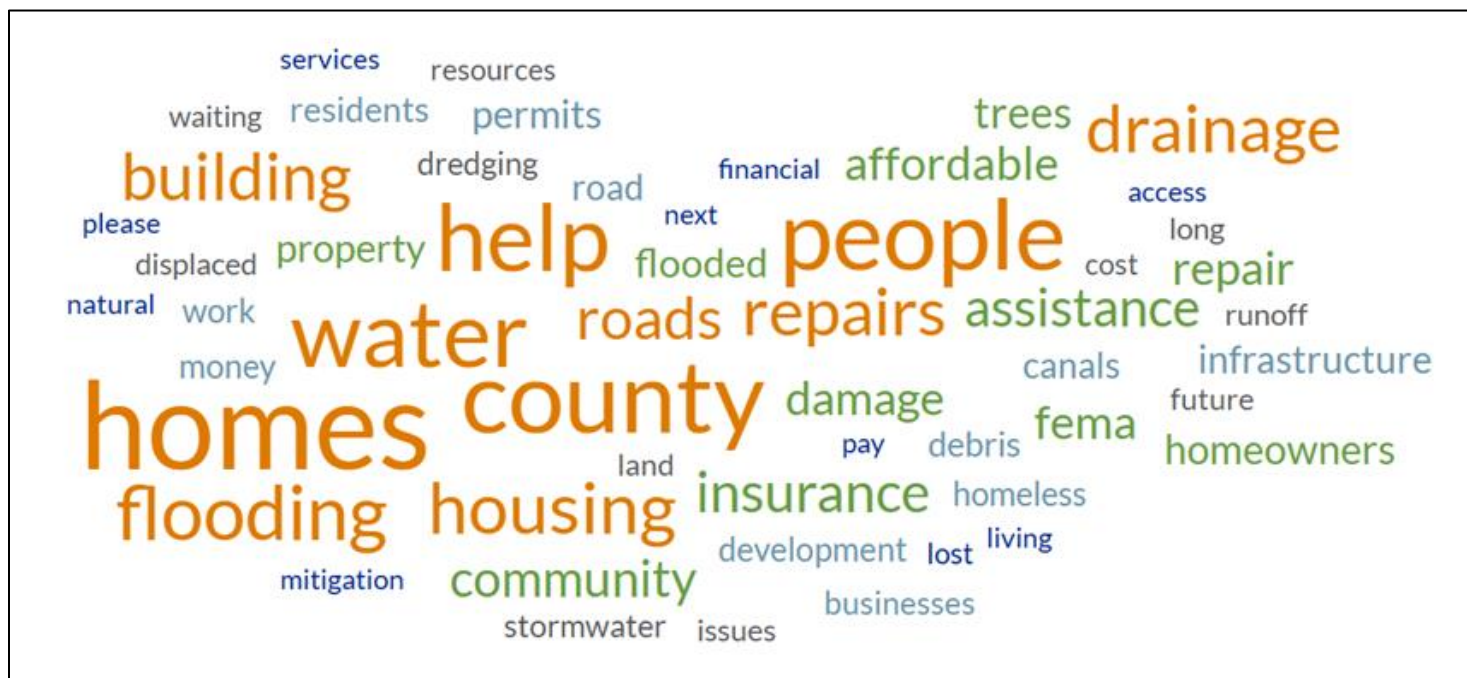 services
resources
waiting
residents
permits
trees
drainage
building
dredging
road
financial
affordable
access
please
property
help
next
flooded
people
long
displaced
cost
repair
natural
work
water
roads
repairs
assistance
runoff
money
county
canals
infrastructure
homes
damage
fema
future
pay
debris
homeowners
land
flooding
housing
insurance
homeless
development
lost
living
mitigation
community
businesses
stormwater
issues